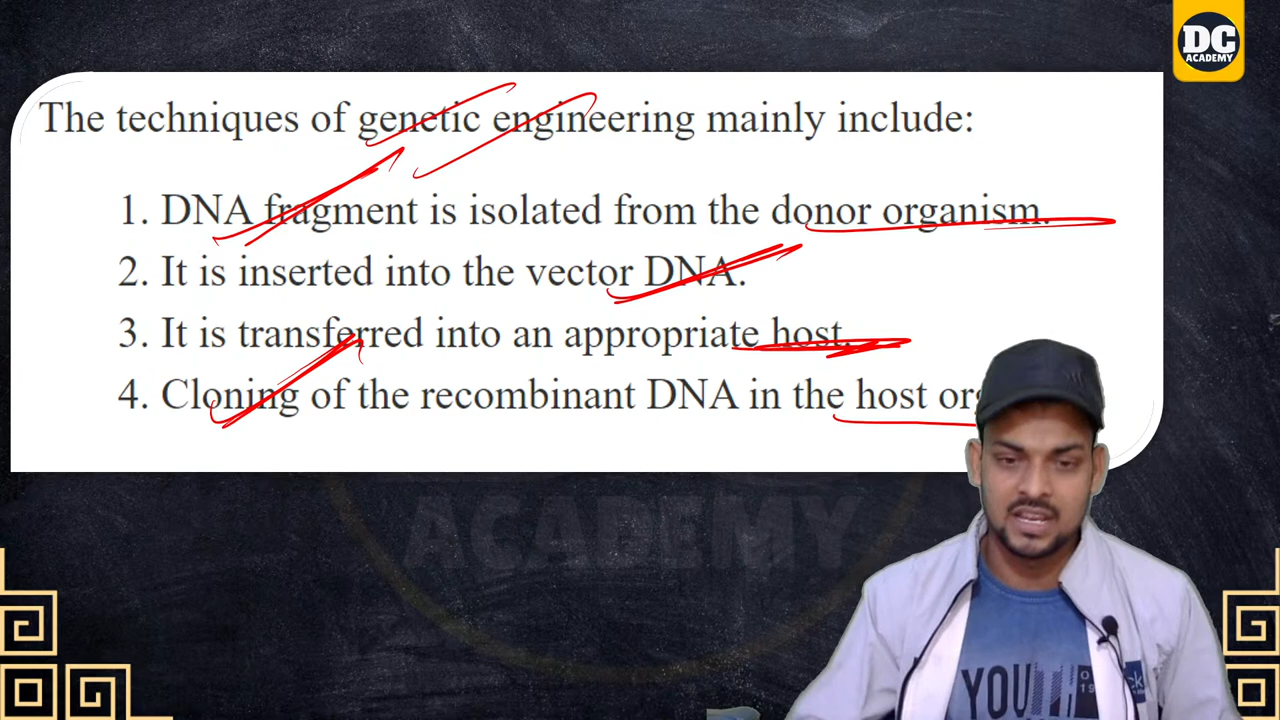 DC
ACADEMY
The techniques of genetic engineering mainly include:
1. DNA fragment is isolated from the donor organism.
2. It is inserted into the vector DNA.
3. It is transferred into an appropriate host.
4. Cloning of the recombinant DNA in the host
ACADEMY